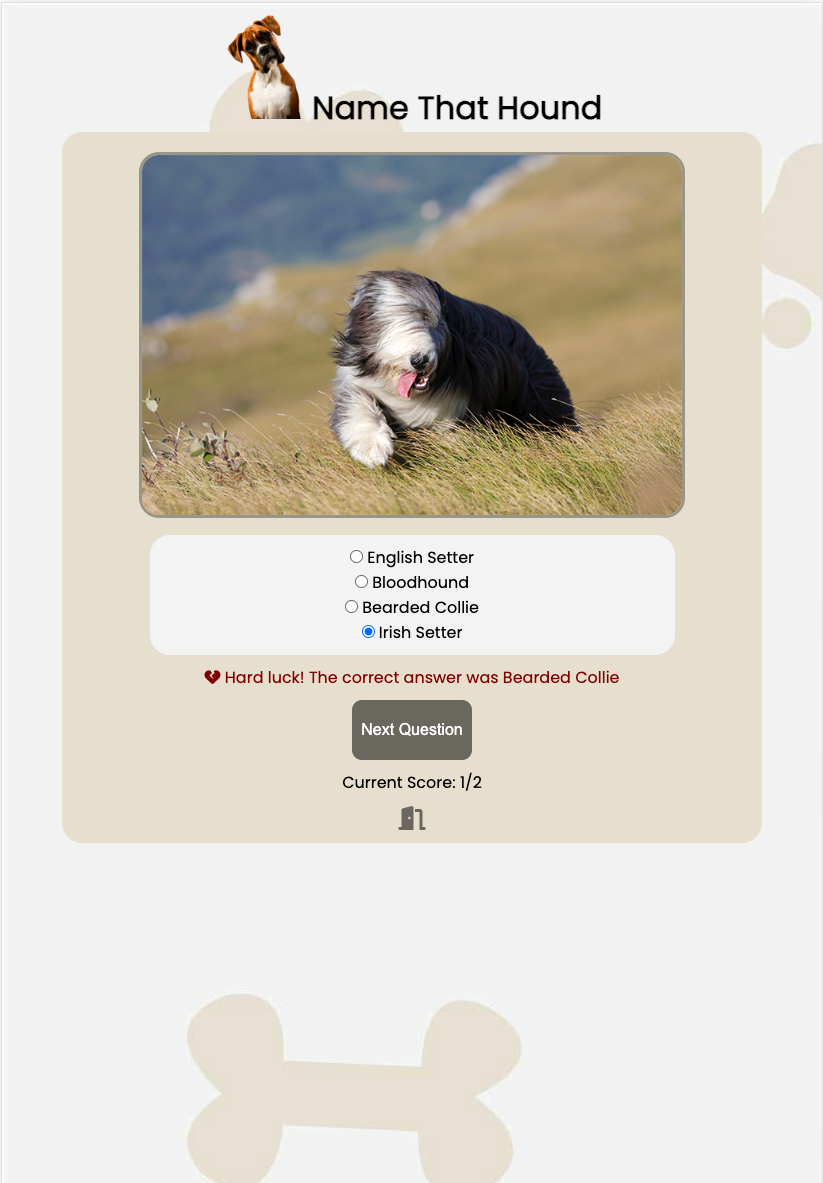 Name That Hound
English Setter
Bloodhound
Bearded Collie
Irish Setter
Hard luck! The correct answer was Bearded Collie
Next Question
Current Score: 1/2